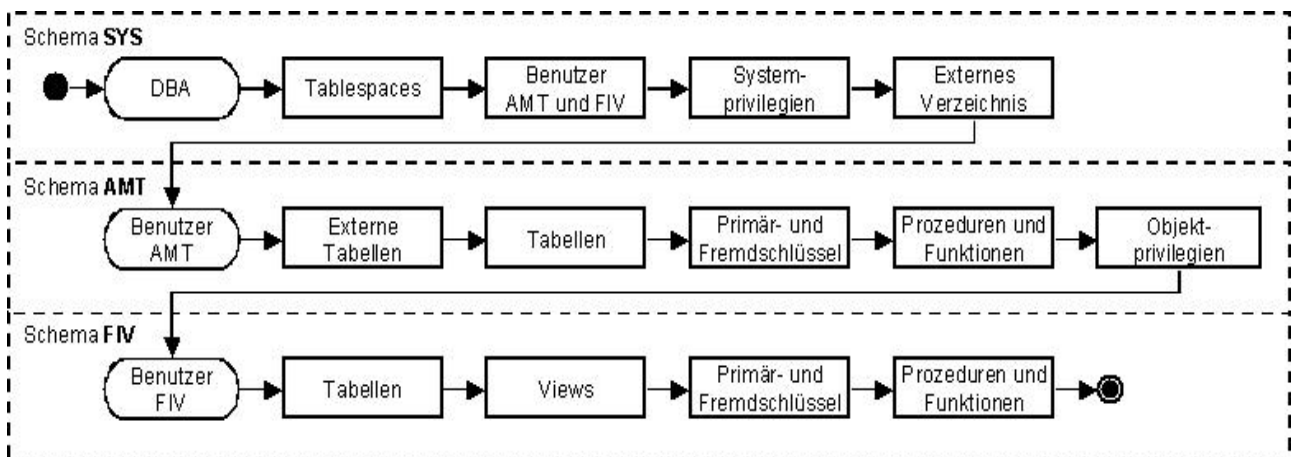 Schema SYS
DBA
Tablespaces
Benutzer
AMT und FIV
System-
privilegien
Externes
Verzeichnis
Schema AMT
Benutzer
AMT
Externe
Tabellen
Tabellen
Primär- und
Fremdschlüssel
Prozeduren und
Funktionen
Objekt-
privilegien
Schema FIV
Benutzer
FIV
Tabellen
Views
Primär- und
Fremdschlüssel
Prozeduren und
Funktionen